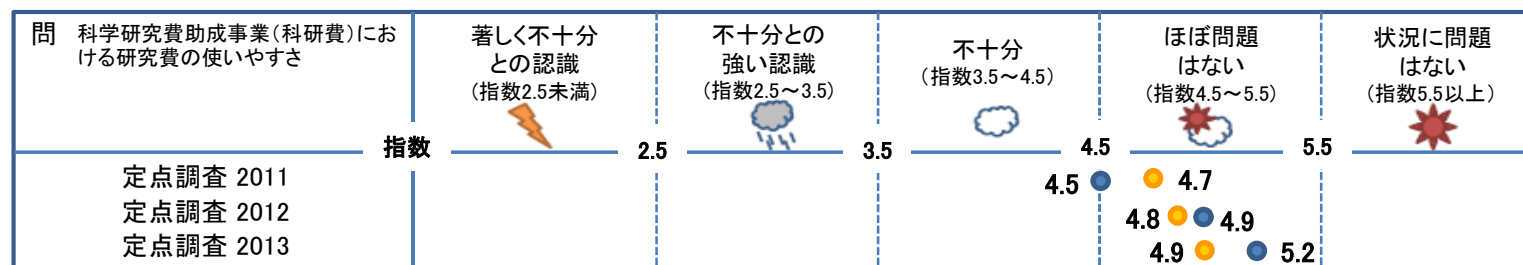 問 科学研究費助成事業(科研費)にお
ける研究費の使いやすさ
著しく不十分
との認識
(指数2.5未満)
不十分との
強い認識
(指数2.5～3.5)
不十分
(指数3.5～4.5)
ほぼ問題
はない
(指数4.5～5.5)
状況に問題
はない
(指数5.5以上)
指数 2.5 3.5 4.5 5.5
定点調査 2011 4.5 4.7
定点調査 2012 4.8 4.9
定点調査 2013 4.9 5.2